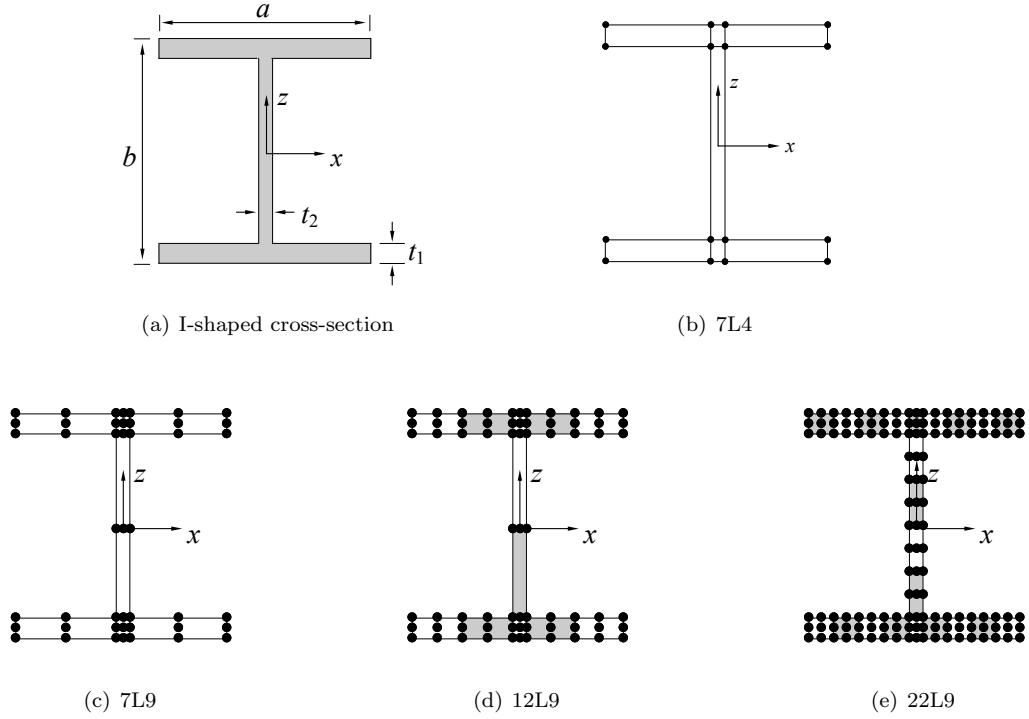 a
b
z
x
t₂
t₁
(a) I-shaped cross-section
z
x
(b) 7L4
z
x
(c) 7L9
z
x
(d) 12L9
z
x
(e) 22L9